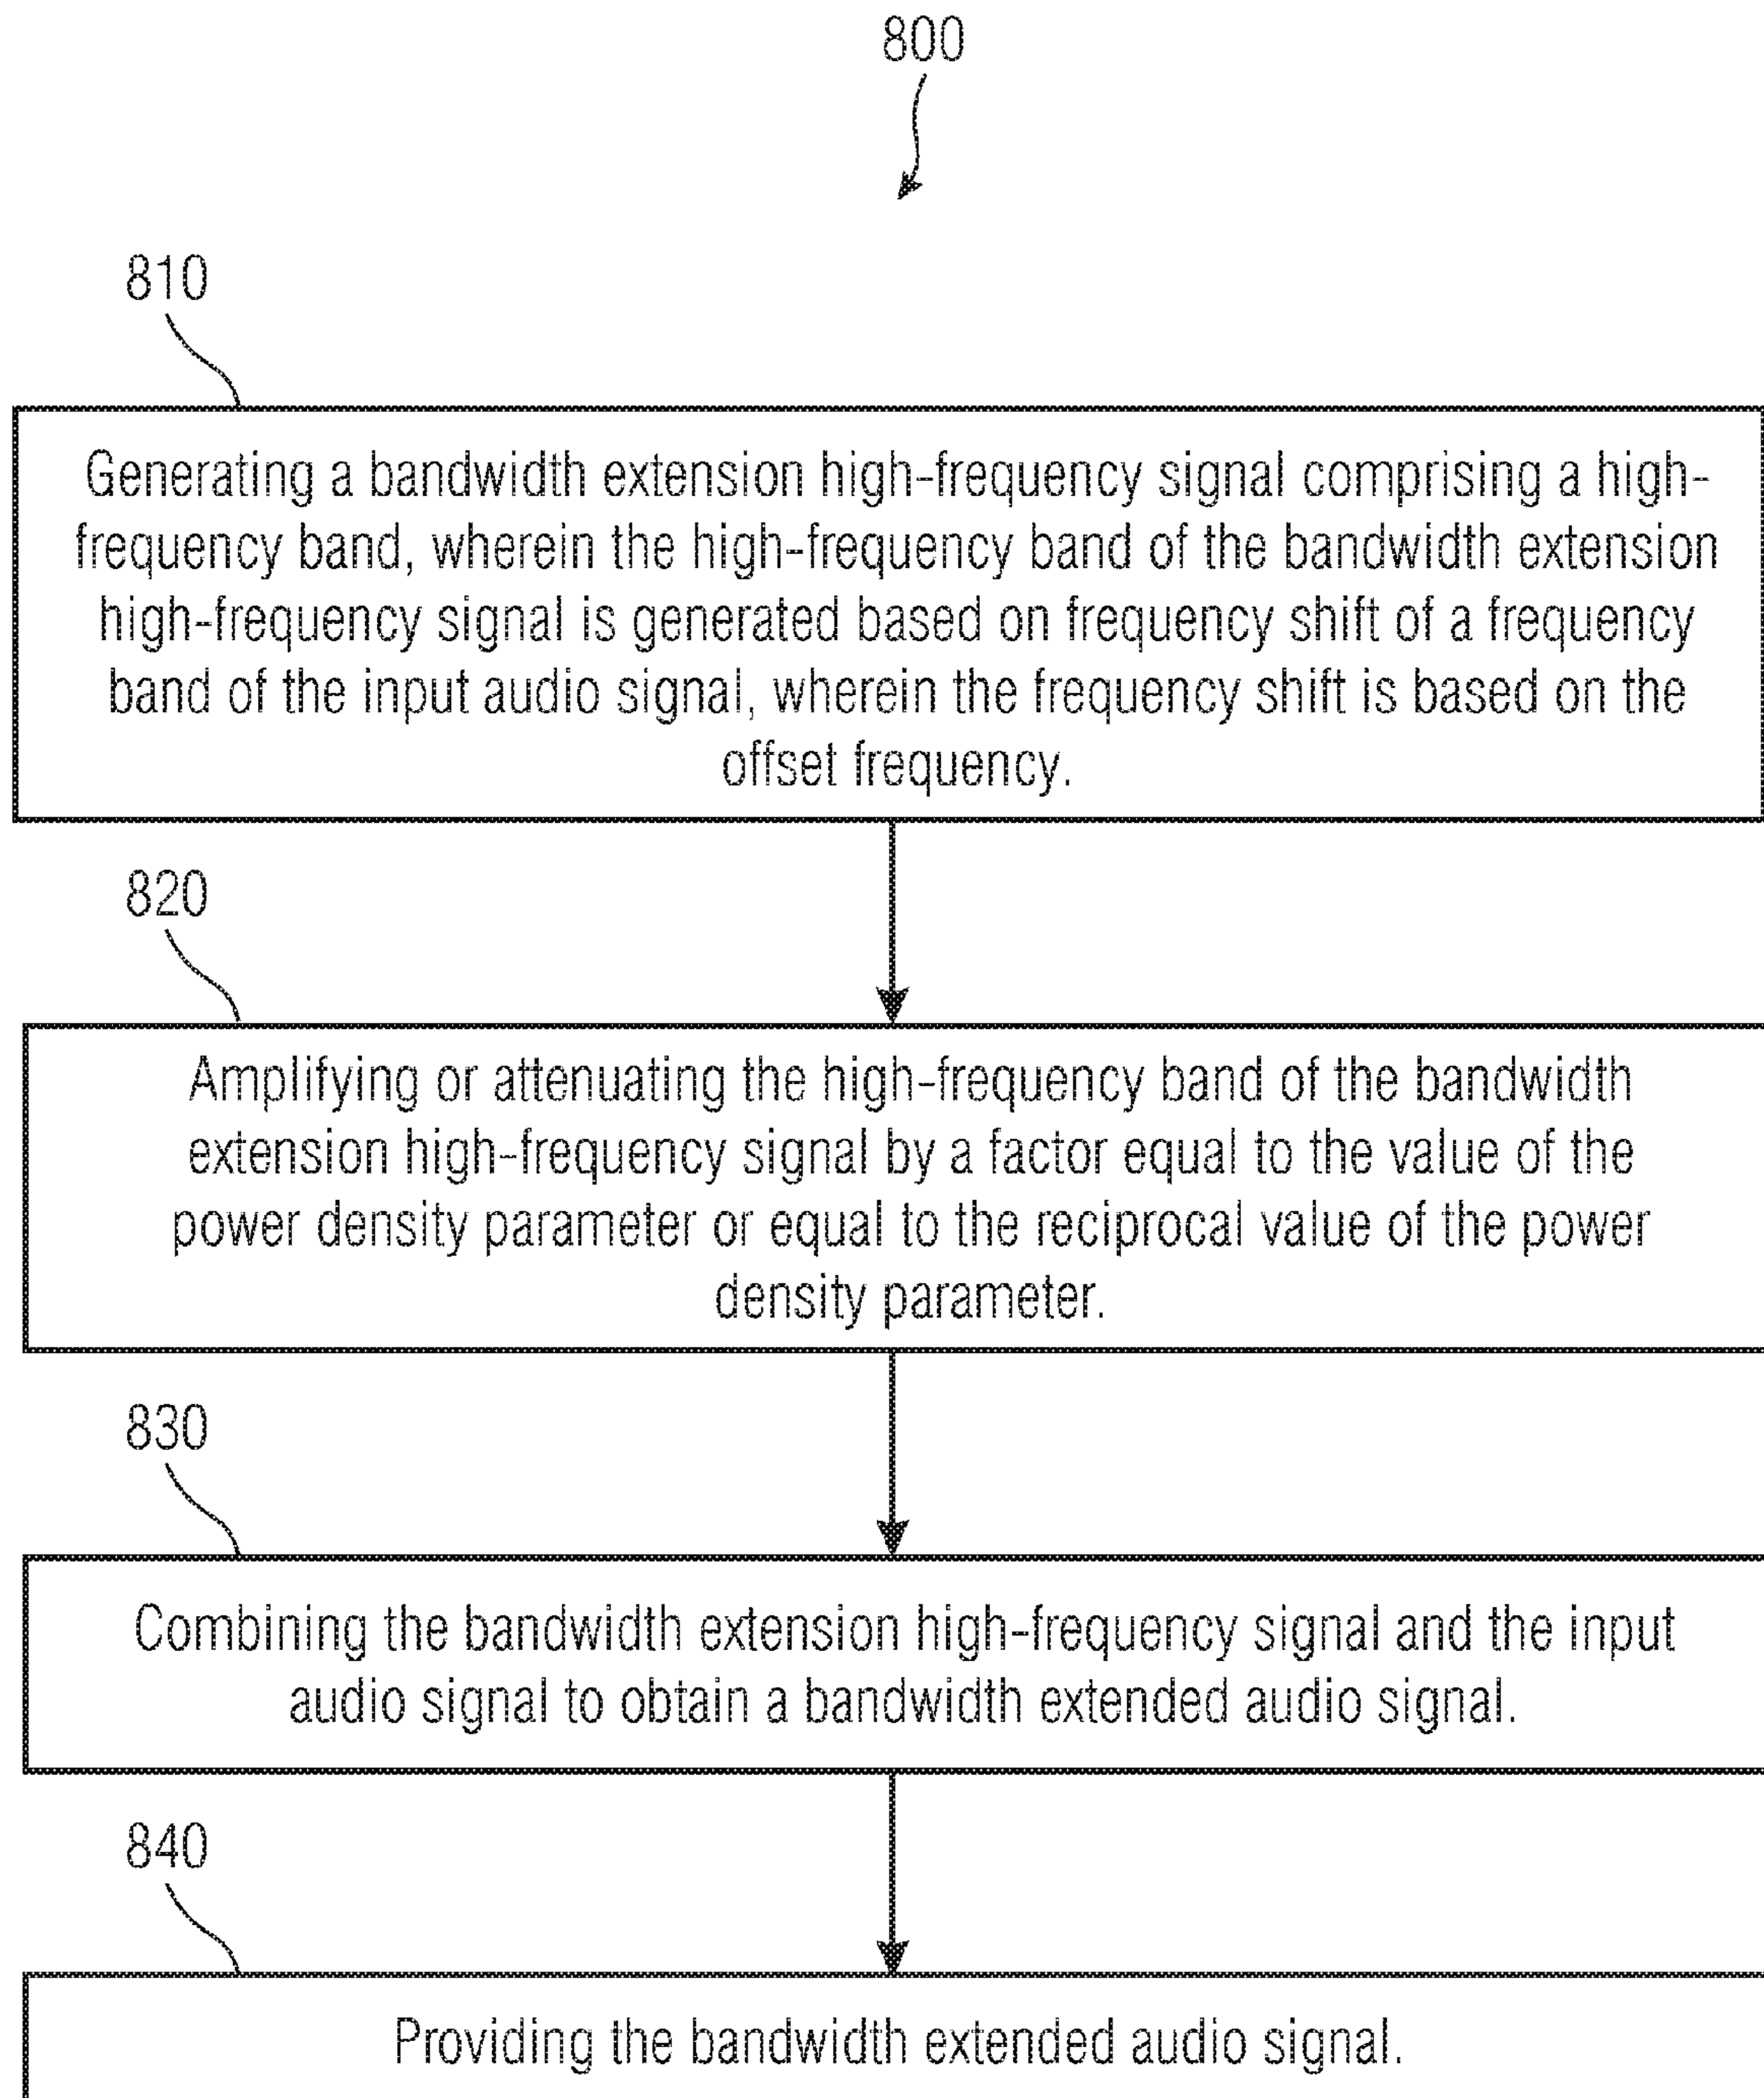 800
810
Generating a bandwidth extension high-frequency signal comprising a high-
frequency band, wherein the high-frequency band of the bandwidth extension
high-frequency signal is generated based on frequency shift of a frequency
band of the input audio signal, wherein the frequency shift is based on the
offset frequency.
820
Amplifying or attenuating the high-frequency band of the bandwidth
extension high-frequency signal by a factor equal to the value of the
power density parameter or equal to the reciprocal value of the power
density parameter.
830
Combining the bandwidth extension high-frequency signal and the input
audio signal to obtain a bandwidth extended audio signal.
840
Providing the bandwidth extended audio signal.